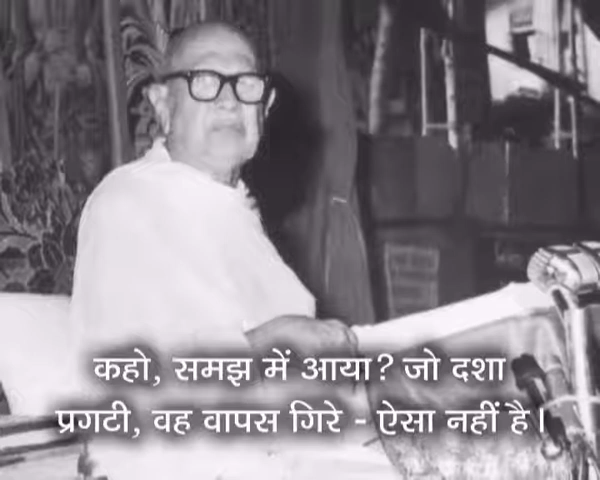 कहो, समझ में आया? जो दशा
प्रगटी, वह वापस गिरे - ऐसा नहीं है।